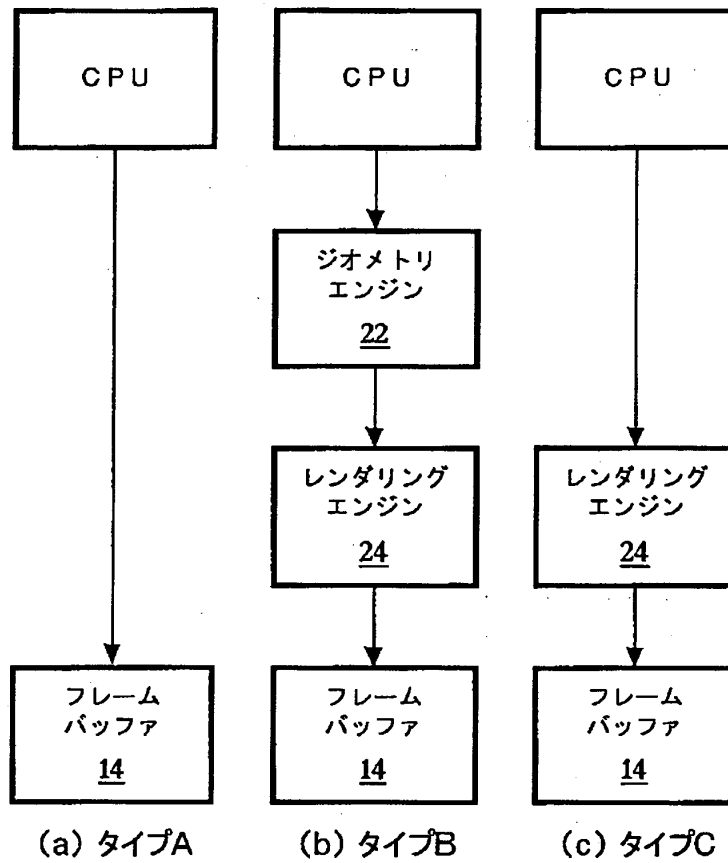 CPU
CPU
CPU
ジオメトリ
エンジン
22
レンダリング
エンジン
24
レンダリング
エンジン
24
フレーム
バッファ
14
フレーム
バッファ
14
フレーム
バッファ
14
(a) タイプA
(b) タイプB
(c) タイプC